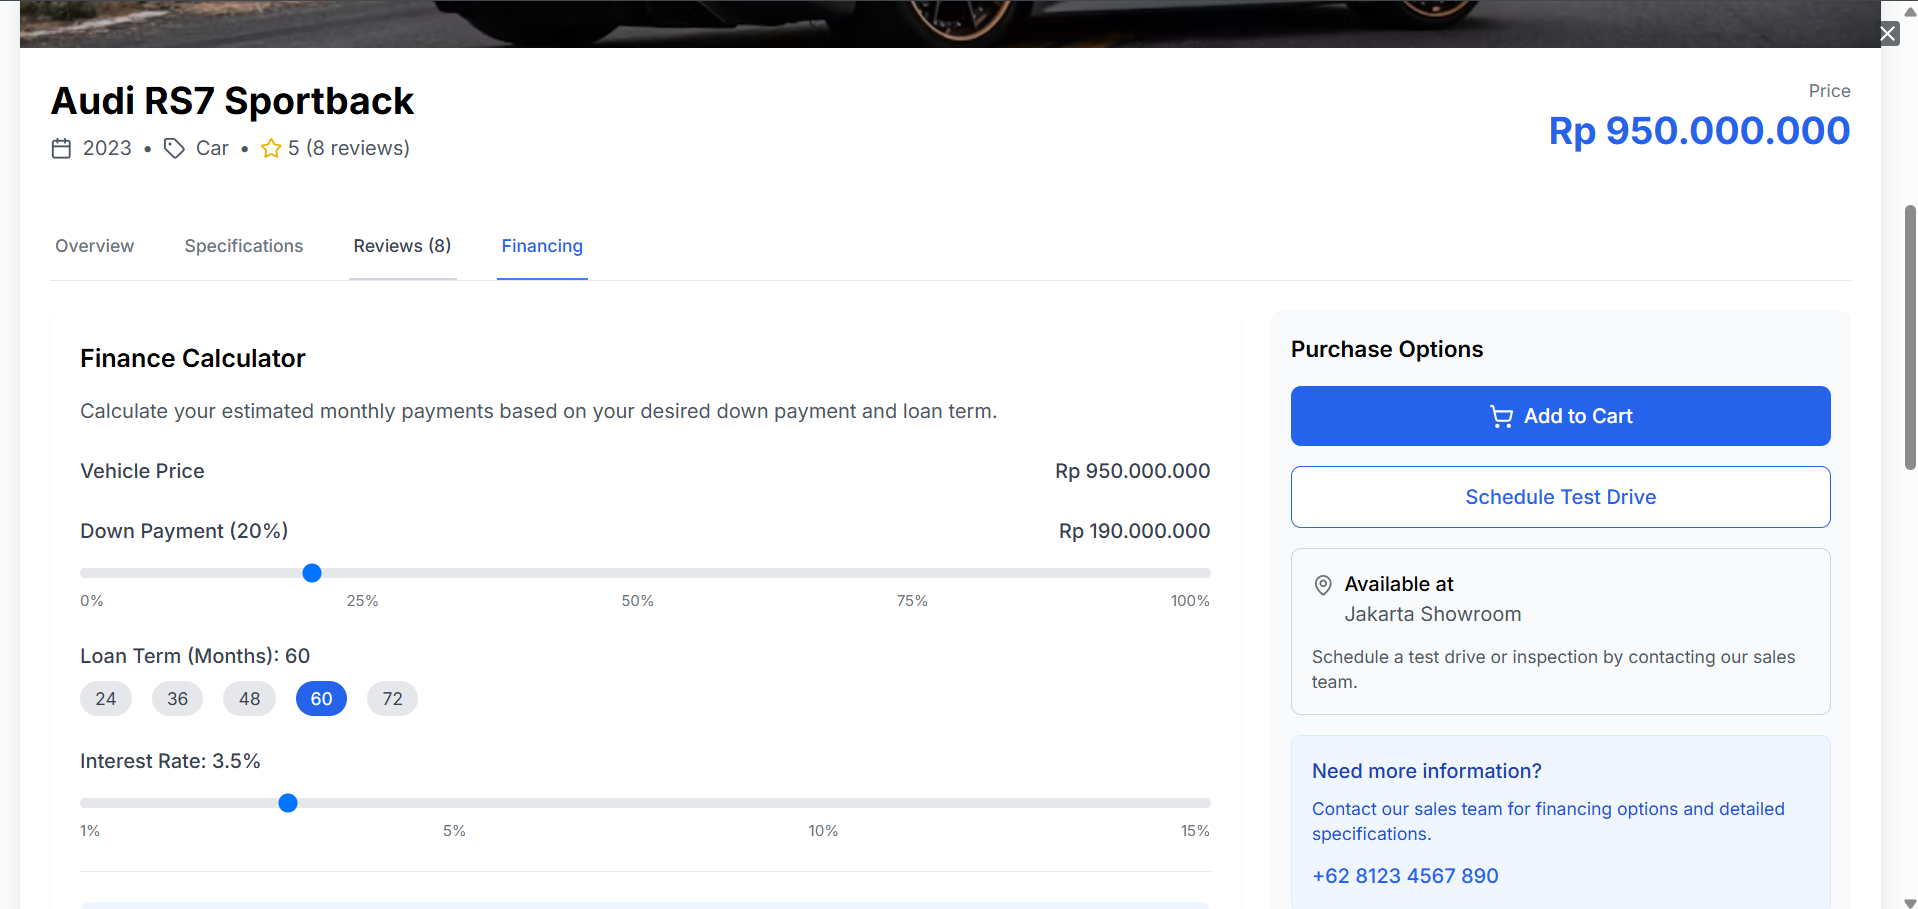 Audi RS7 Sportback
2023 • Car • 5 (8 reviews)
Price
Rp 950.000.000
Overview
Specifications
Reviews (8)
Financing
Finance Calculator
Calculate your estimated monthly payments based on your desired down payment and loan term.
Vehicle Price
Rp 950.000.000
Down Payment (20%)
Rp 190.000.000
0%
25%
50%
75%
100%
Loan Term (Months): 60
24
36
48
60
72
Interest Rate: 3.5%
1%
5%
10%
15%
Purchase Options
Add to Cart
Schedule Test Drive
Available at
Jakarta Showroom
Schedule a test drive or inspection by contacting our sales
team.
Need more information?
Contact our sales team for financing options and detailed
specifications.
+62 8123 4567 890